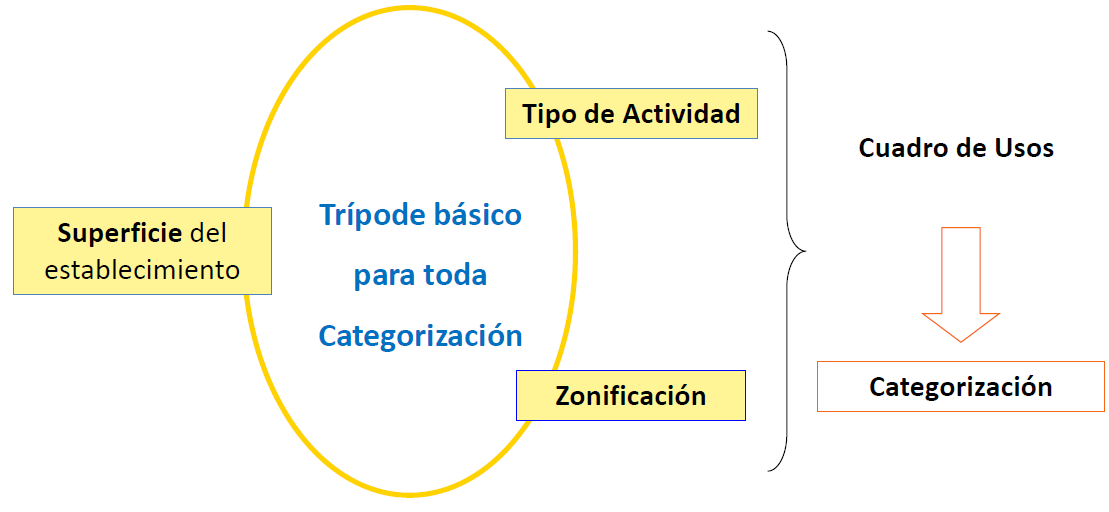 Tipo de Actividad
Cuadro de Usos
Superficie del
establecimiento
Trípode básico
para toda
Categorización
Zonificación
Categorización